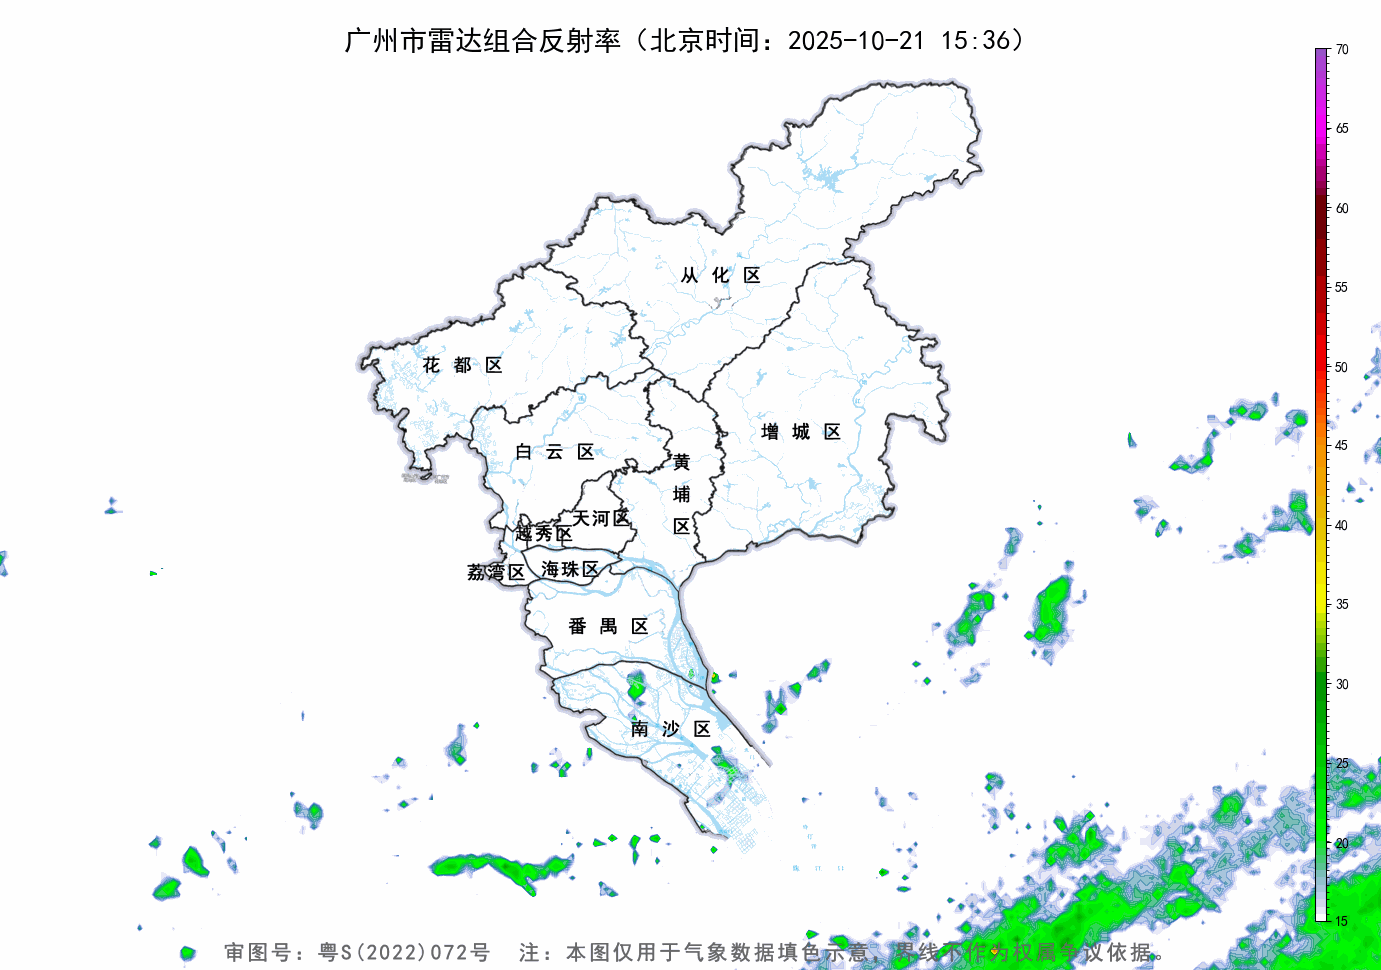 广州市雷达组合反射率（北京时间：2025-10-21 15:36）
70
65
60
55
50
45
40
35
30
25
20
15
从化区
花都区
增城区
白云区
黄埔区
天河区
越秀区
荔湾区
海珠区
番禺区
南沙区
审图号：粤S(2022)072号 注：本图仅用于气象数据填色示意，界线不作为权属争议依据。